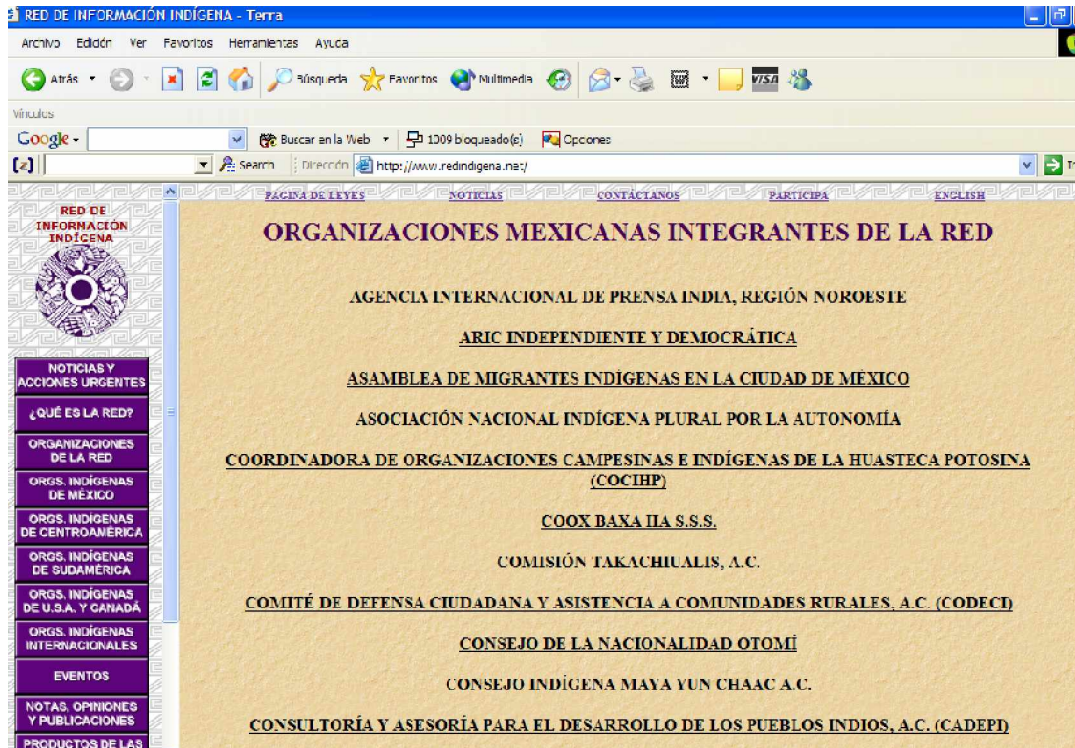 RED DE INFORMACIÓN INDÍGENA - Terra
Archivo Edición Ver Favoritos Herramientas Ayuda
Atrás Búsqueda Favoritos Multimedia VISA
Vínculos
Google Buscar en la Web 1009 bloqueado(s) Opciones
[z] Search Dirección http://www.redindigena.net/
PAGINA DE LEYES NOTICIAS CONTÁCTANOS PARTICIPA ENGLISH
RED DE
INFORMACIÓN
INDÍGENA
NOTICIAS Y
ACCIONES URGENTES
¿QUÉ ES LA RED?
ORGANIZACIONES
DE LA RED
ORGS. INDÍGENAS
DE MÉXICO
ORGS. INDÍGENAS
DE CENTROAMÉRICA
ORGS. INDÍGENAS
DE SUDAMÉRICA
ORGS. INDÍGENAS
DE U.S.A. Y CANADÁ
ORGS. INDÍGENAS
INTERNACIONALES
EVENTOS
NOTAS, OPINIONES
Y PUBLICACIONES
PRODUCTOS DE LAS
ORGANIZACIONES MEXICANAS INTEGRANTES DE LA RED
AGENCIA INTERNACIONAL DE PRENSA INDIA, REGIÓN NOROESTE
ARIC INDEPENDIENTE Y DEMOCRÁTICA
ASAMBLEA DE MIGRANTES INDÍGENAS EN LA CIUDAD DE MÉXICO
ASOCIACIÓN NACIONAL INDÍGENA PLURAL POR LA AUTONOMÍA
COORDINADORA DE ORGANIZACIONES CAMPESINAS E INDÍGENAS DE LA HUASTECA POTOSINA
(COCIHP)
COOX BAXA HA S.S.S.
COMISIÓN TAKACHIUALIS, A.C.
COMITÉ DE DEFENSA CIUDADANA Y ASISTENCIA A COMUNIDADES RURALES, A.C. (CODECI)
CONSEJO DE LA NACIONALIDAD OTOMÍ
CONSEJO INDÍGENA MAYA YUN CHAAC A.C.
CONSULTORÍA Y ASESORÍA PARA EL DESARROLLO DE LOS PUEBLOS INDIOS, A.C. (CADEPI)